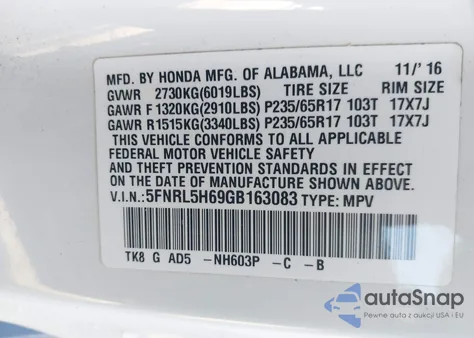 MFD. BY HONDA MFG. OF ALABAMA, LLC 11/'16
GVWR 2730KG(6019LBS) TIRE SIZE RIM SIZE
GAWR F 1320KG(2910LBS) P235/65R17 103T 17X7J
GAWR R1515KG(3340LBS) P235/65R17 103T 17X7J
THIS VEHICLE CONFORMS TO ALL APPLICABLE
FEDERAL MOTOR VEHICLE SAFETY
AND THEFT PREVENTION STANDARDS IN EFFECT ON
THE DATE OF MANUFACTURE SHOWN ABOVE.
V.I.N.: 5FNRL5H69GB163083 TYPE: MPV
TK8 G AD5 -NH603P -C -B
autoSnap
Pewne auta z aukcji USA i EU